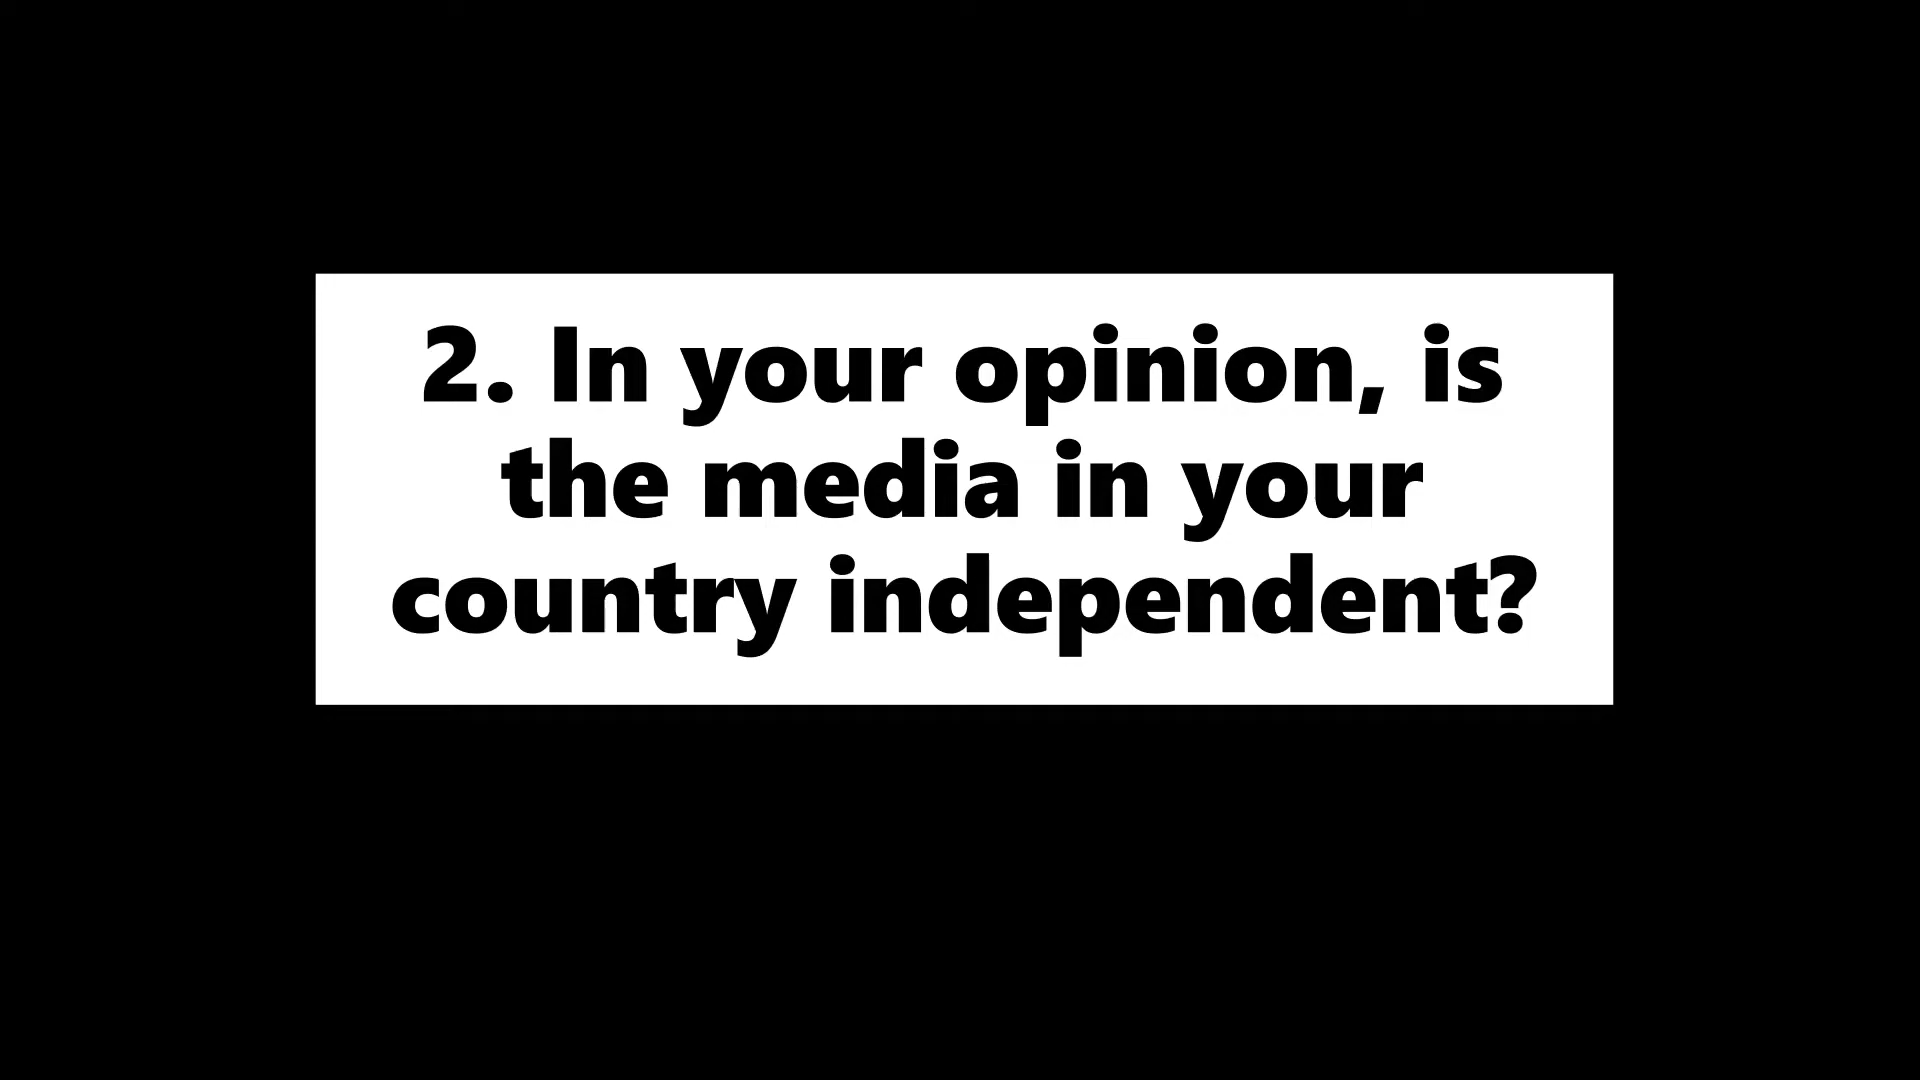 2. In your opinion, is
the media in your
country independent?